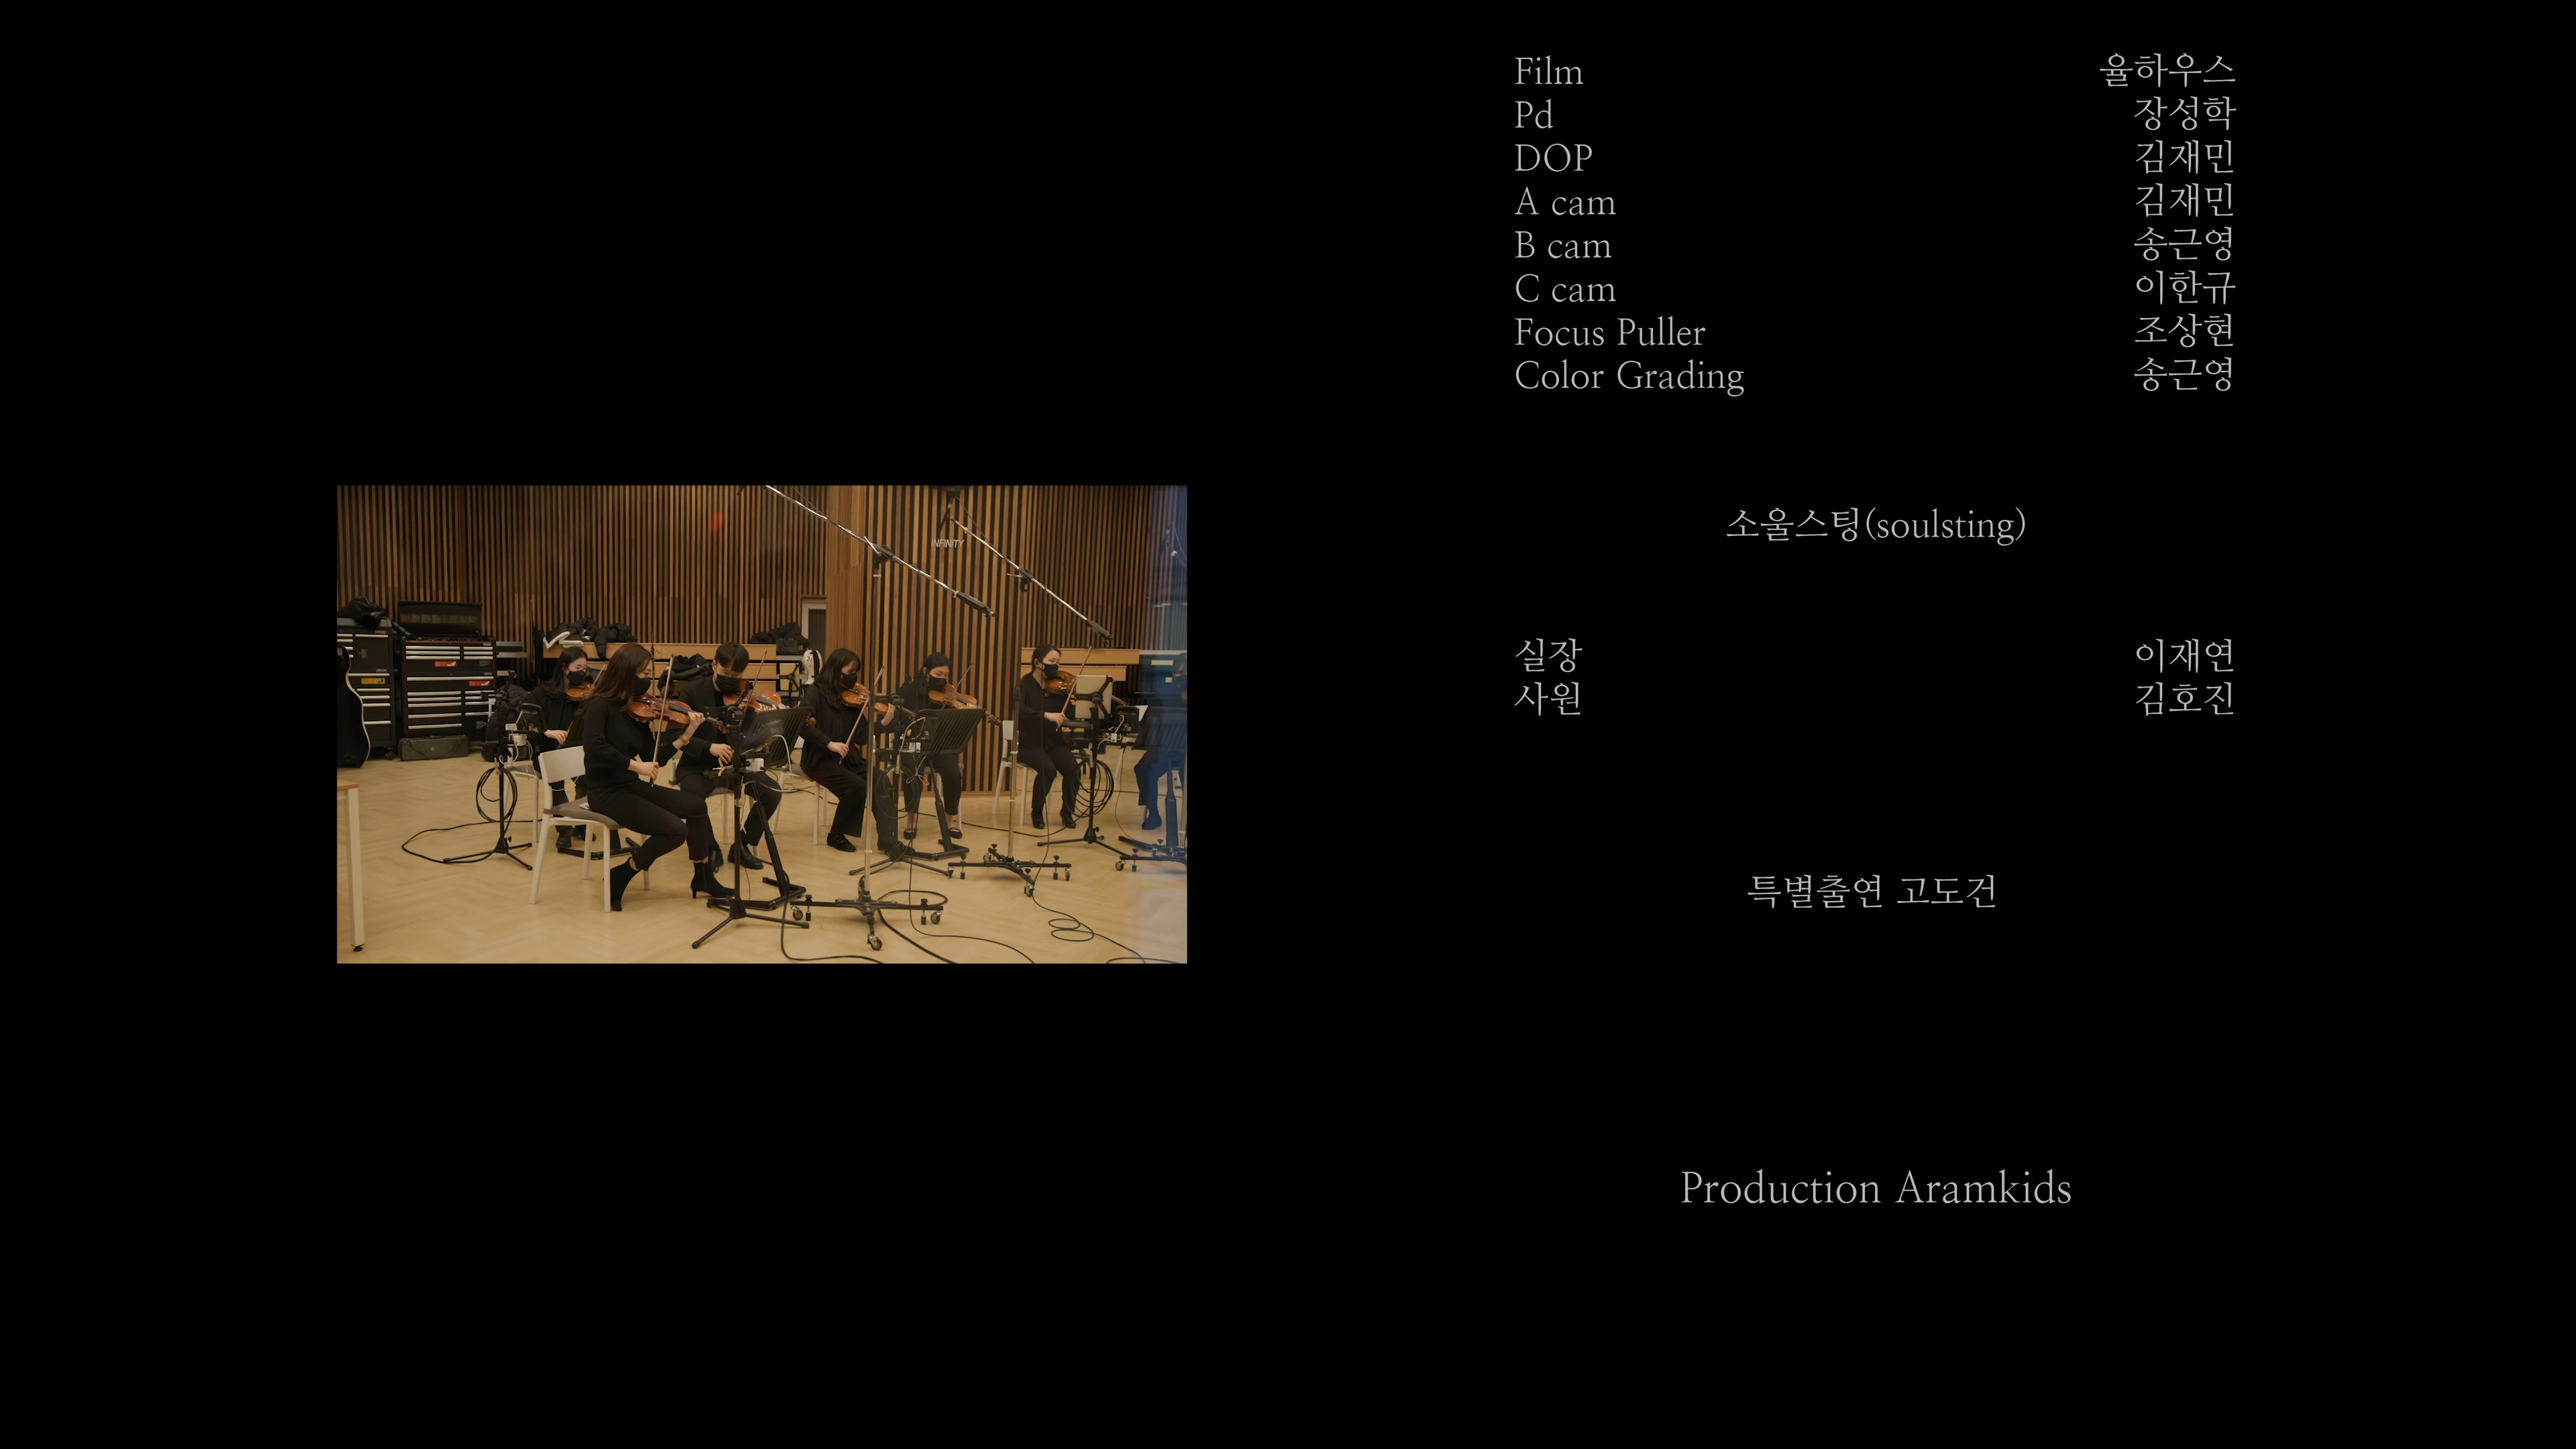 Film 율하우스
Pd 장성학
DOP 김재민
A cam 김재민
B cam 송근영
C cam 이한규
Focus Puller 조상현
Color Grading 송근영
소울스팅(soulsting)
실장 이재연
사원 김호진
특별출연 고도건
Production Aramkids
INFINITY